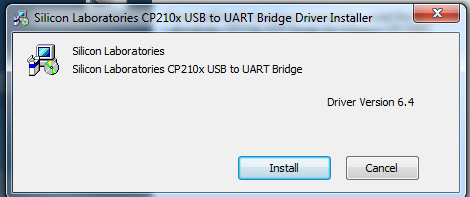 Silicon Laboratories CP210x USB to UART Bridge Driver Installer
Silicon Laboratories
Silicon Laboratories CP210x USB to UART Bridge
Driver Version 6.4
Install
Cancel